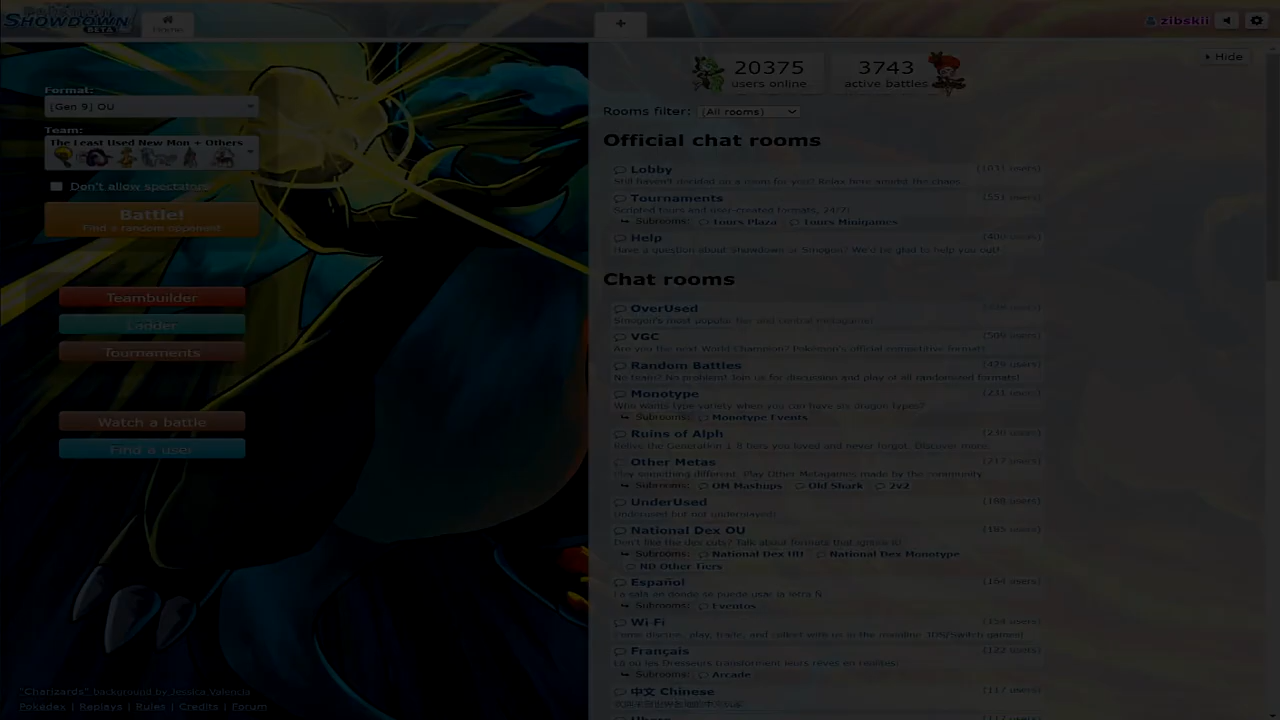 Pokémon
SHOWDOWN
BETA
Home
zibskii
Hide
20375
users online
3743
active battles
Format:
[Gen 9] OU
Team:
The Least Used New Mon + Others
Don't allow spectators
Battle!
Find a random opponent
Teambuilder
Ladder
Tournaments
Watch a battle
Find a user
"Charizards" background by Jessica Valencia
Pokédex | Replays | Rules | Credits | Forum
Rooms filter: (All rooms)
Official chat rooms
Lobby (1031 users)
Still haven't decided on a room for you? Relax here amidst the chaos.
Tournaments (551 users)
Scripted tours and user-created formats, 24/7!
Subrooms: Tours Plaza Tours Minigames
Help (400 users)
Have a question about Showdown or Smogon? We'd be glad to help you out!
Chat rooms
OverUsed
Smogon's most popular tier and central metagame!
VGC (509 users)
Are you the next World Champion? Pokémon's official competitive format!
Random Battles (429 users)
No team? No problem! Join us for discussion and play of all randomized formats!
Monotype (231 users)
Who wants type variety when you can have six dragon types?
Subrooms: Monotype Events
Ruins of Alph (230 users)
Relive the Generation 1-8 tiers you loved and never forgot. Discover more
Other Metas (217 users)
Play something different. Play Other Metagames made by the community.
Subrooms: OM Mashups Old Shark 2v2
UnderUsed (188 users)
Underused but not underplayed!
National Dex OU (185 users)
Don't like the dex cuts? Talk about formats that ignore it!
Subrooms: National Dex UU National Dex Monotype
ND Other Tiers
Español (164 users)
La sala en donde se puede usar la letra Ñ.
Subrooms: Eventos
Wi-Fi (154 users)
Come discuss, play, trade, and collect with us in the mainline 3DS/Switch games!
Français (122 users)
Là où les Dresseurs transforment leurs rêves en réalités!
Subrooms: Arcade
中文 Chinese (117 users)